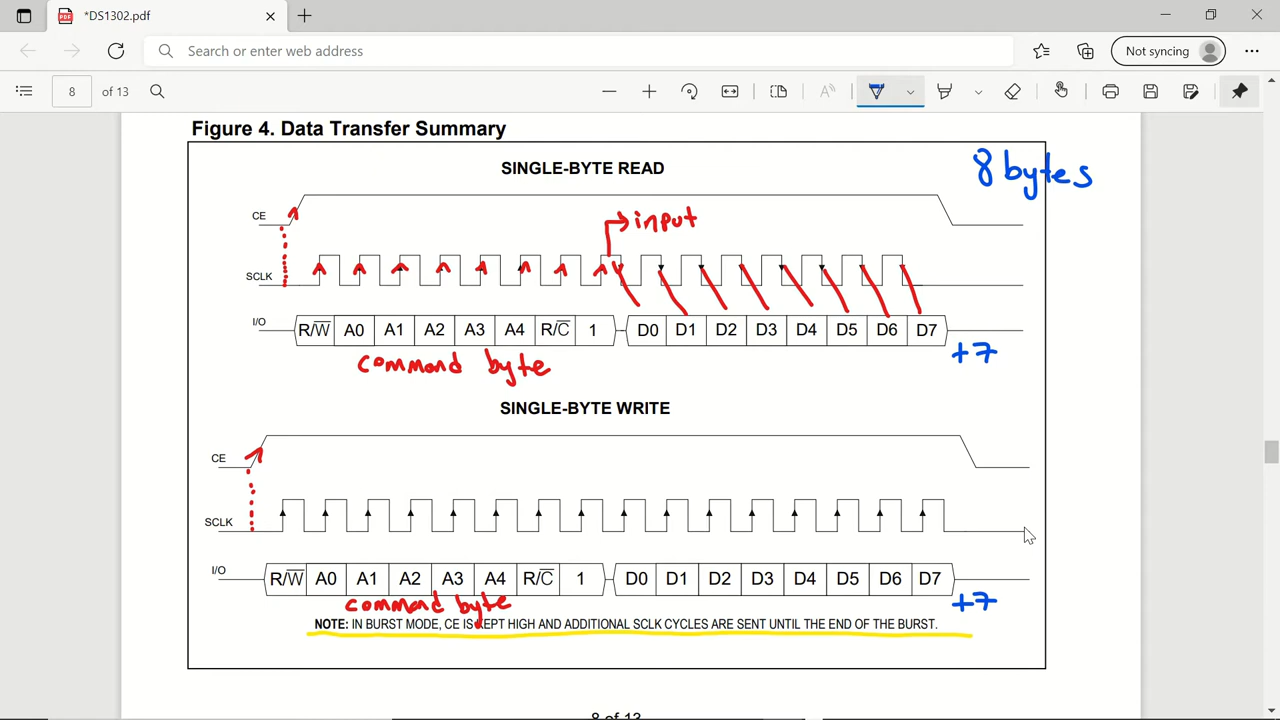 *DS1302.pdf
Search or enter web address
Not syncing
8 of 13
Figure 4. Data Transfer Summary
SINGLE-BYTE READ
8 bytes
CE
input
SCLK
I/O R/W̅ A0 A1 A2 A3 A4 R/C̅ 1 D0 D1 D2 D3 D4 D5 D6 D7
+7
command byte
SINGLE-BYTE WRITE
CE
SCLK
I/O R/W̅ A0 A1 A2 A3 A4 R/C̅ 1 D0 D1 D2 D3 D4 D5 D6 D7
+7
command byte
NOTE: IN BURST MODE, CE IS KEPT HIGH AND ADDITIONAL SCLK CYCLES ARE SENT UNTIL THE END OF THE BURST.
8 of 13